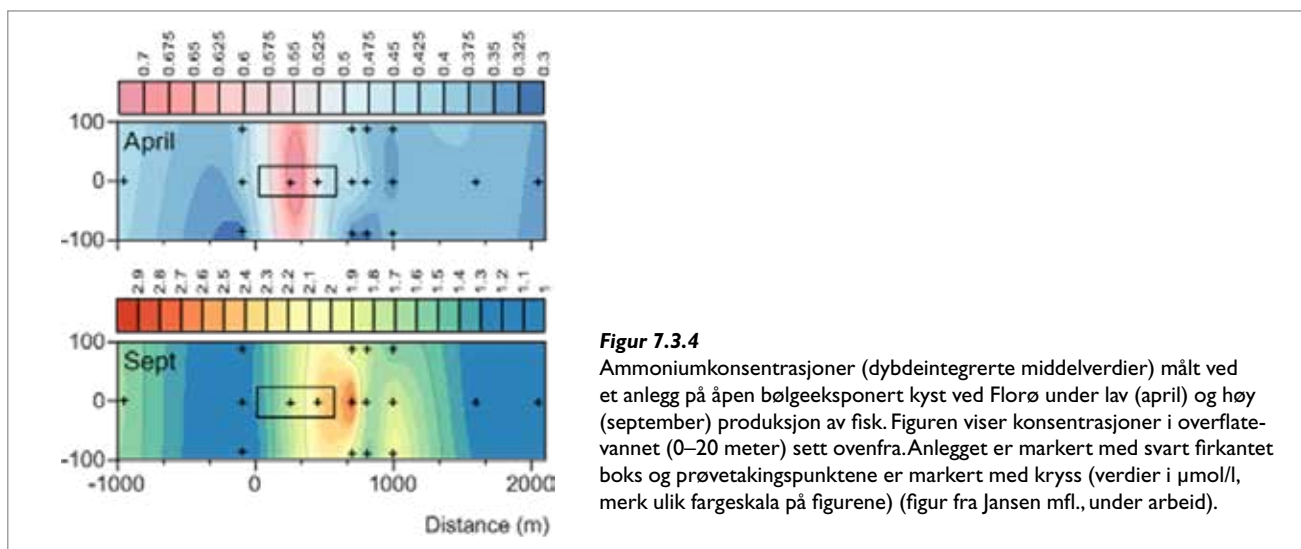 0.7 0.675 0.65 0.625 0.6 0.575 0.55 0.525 0.5 0.475 0.45 0.425 0.4 0.375 0.35 0.325 0.3
100
April
0
-100
2.9 2.8 2.7 2.6 2.5 2.4 2.3 2.2 2.1 2 1.9 1.8 1.7 1.6 1.5 1.4 1.3 1.2 1.1 1
100
Sept
0
-100
-1000 0 1000 2000
Distance (m)
Figur 7.3.4
Ammoniumkonsentrasjoner (dybdeintegrerte middelverdier) målt ved
et anlegg på åpen bølgeeksponert kyst ved Florø under lav (april) og høy
(september) produksjon av fisk. Figuren viser konsentrasjoner i overflate-
vannet (0–20 meter) sett ovenfra. Anlegget er markert med svart firkantet
boks og prøvetakingspunktene er markert med kryss (verdier i µmol/l,
merk ulik fargeskala på figurene) (figur fra Jansen mfl., under arbeid).